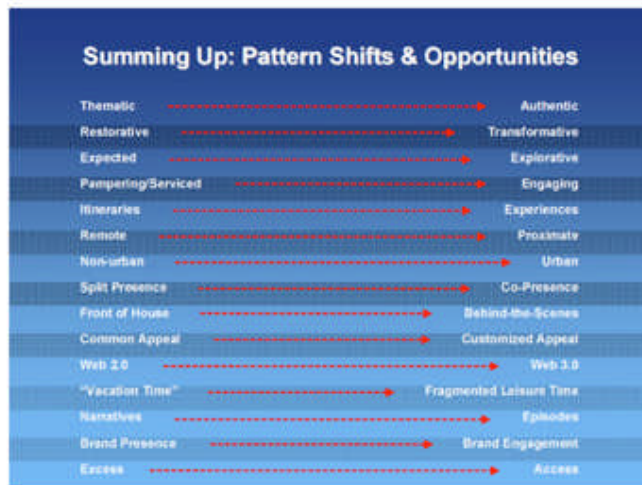 Summing Up: Pattern Shifts & Opportunities
Thematic Authentic
Restorative Transformative
Expected Explorative
Pampering/Serviced Engaging
Itineraries Experiences
Remote Proximate
Non-urban Urban
Split Presence Co-Presence
Front of House Behind-the-Scenes
Common Appeal Customized Appeal
Web 2.0 Web 3.0
"Vacation Time" Fragmented Leisure Time
Narratives Episodes
Brand Presence Brand Engagement
Excess Access